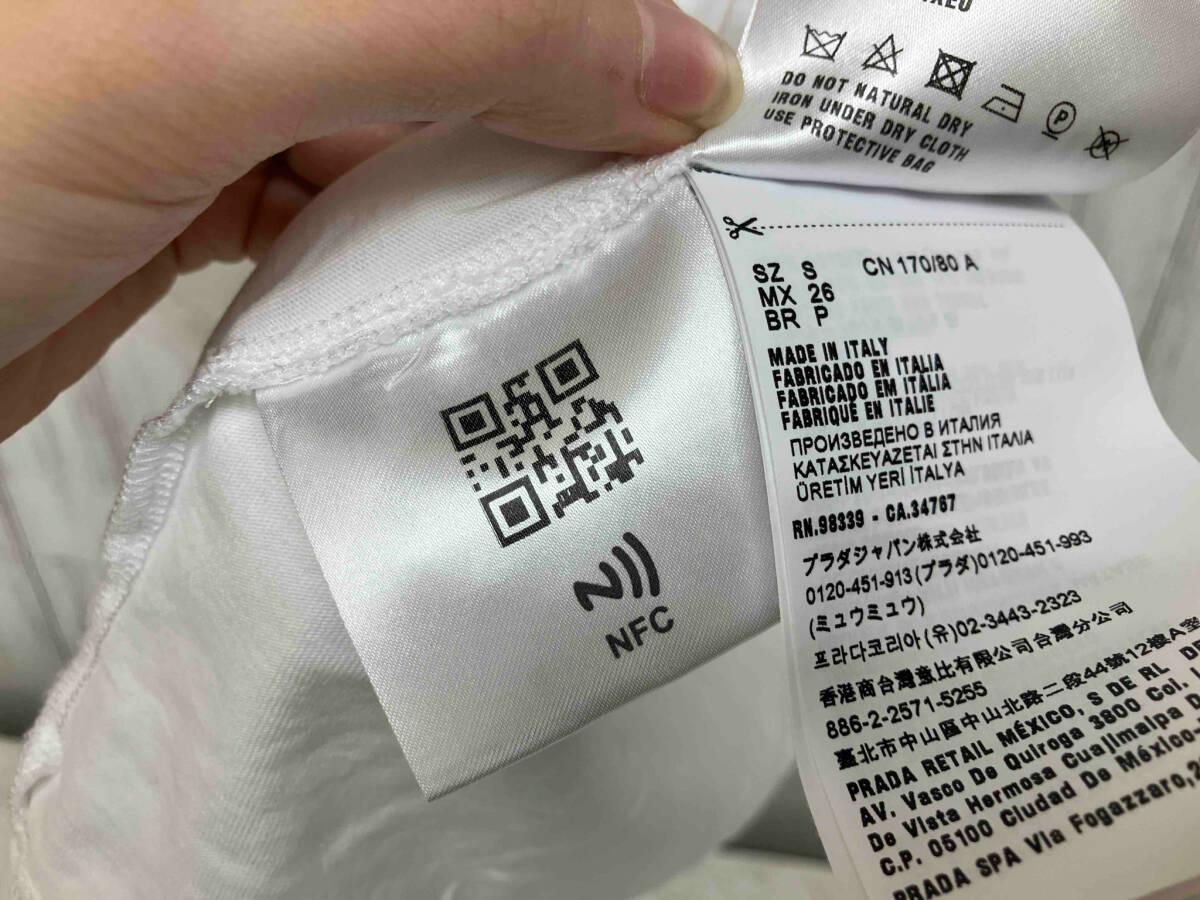 DO NOT NATURAL DRY
IRON UNDER DRY CLOTH
USE PROTECTIVE BAG
P
SZ S CN 170/80 A
MX 26
BR P
MADE IN ITALY
FABRICADO EN ITALIA
FABRICADO EM ITÁLIA
FABRIQUÉ EN ITALIE
ПРОИЗВЕДЕНО В ИТАЛИЯ
ΚΑΤΑΣΚΕΥΑΖΕΤΑΙ ΣΤΗΝ ΙΤΑΛΙΑ
ÜRETİM YERİ İTALYA
RN.98339 - CA.34767
プラダジャパン株式会社
0120-451-913(プラダ)0120-451-993
(ミュウミュウ)
프라다코리아(유)02-3443-2323
香港商台灣意比有限公司台灣分公司
886-2-2571-5255
臺北市中山區中山北路二段44號12樓A室
PRADA RETAIL MÉXICO, S DE RL DE
AV. Vasco De Quiroga 3800 Col. L
De Vista Hermosa Cuajimalpa D
C.P. 05100 Ciudad De México-
PRADA SPA Via Fogazzaro,2
NFC